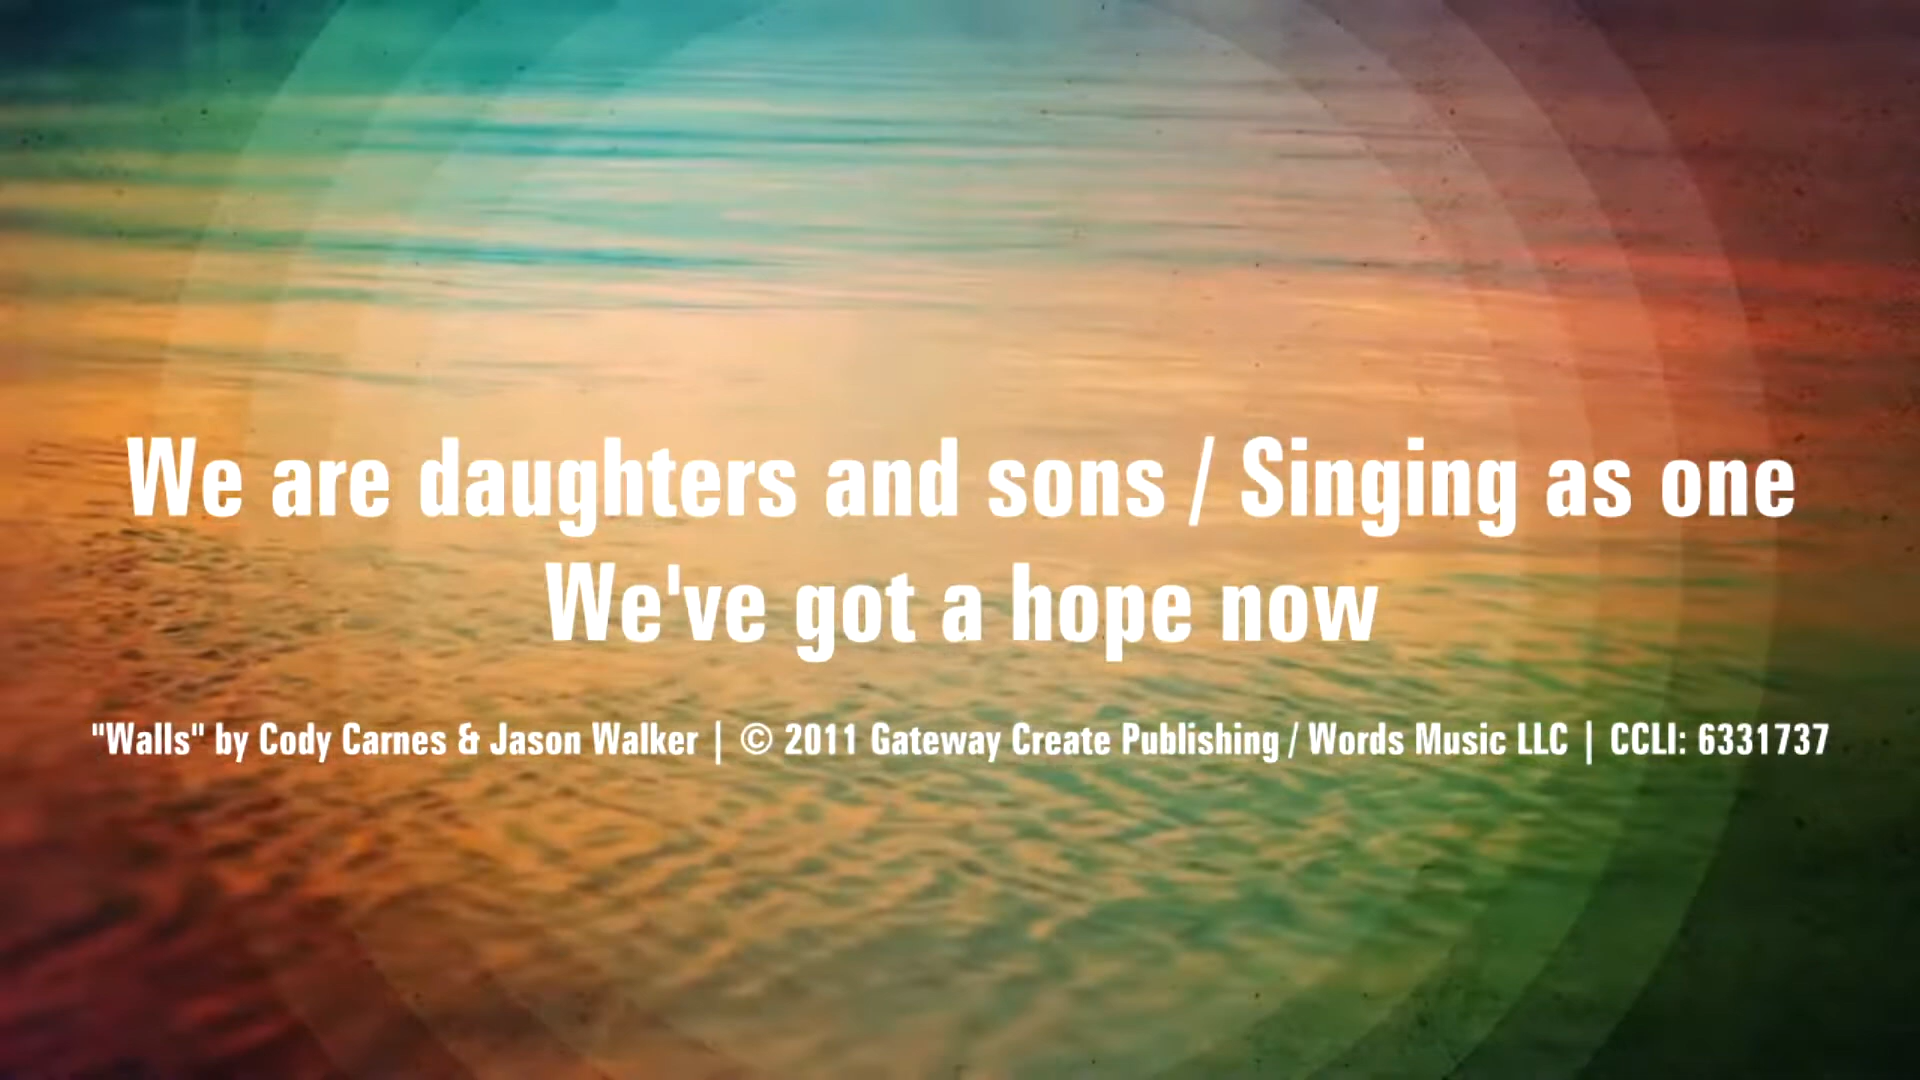 We are daughters and sons / Singing as one
We've got a hope now
"Walls" by Cody Carnes & Jason Walker | © 2011 Gateway Create Publishing / Words Music LLC | CCLI: 6331737